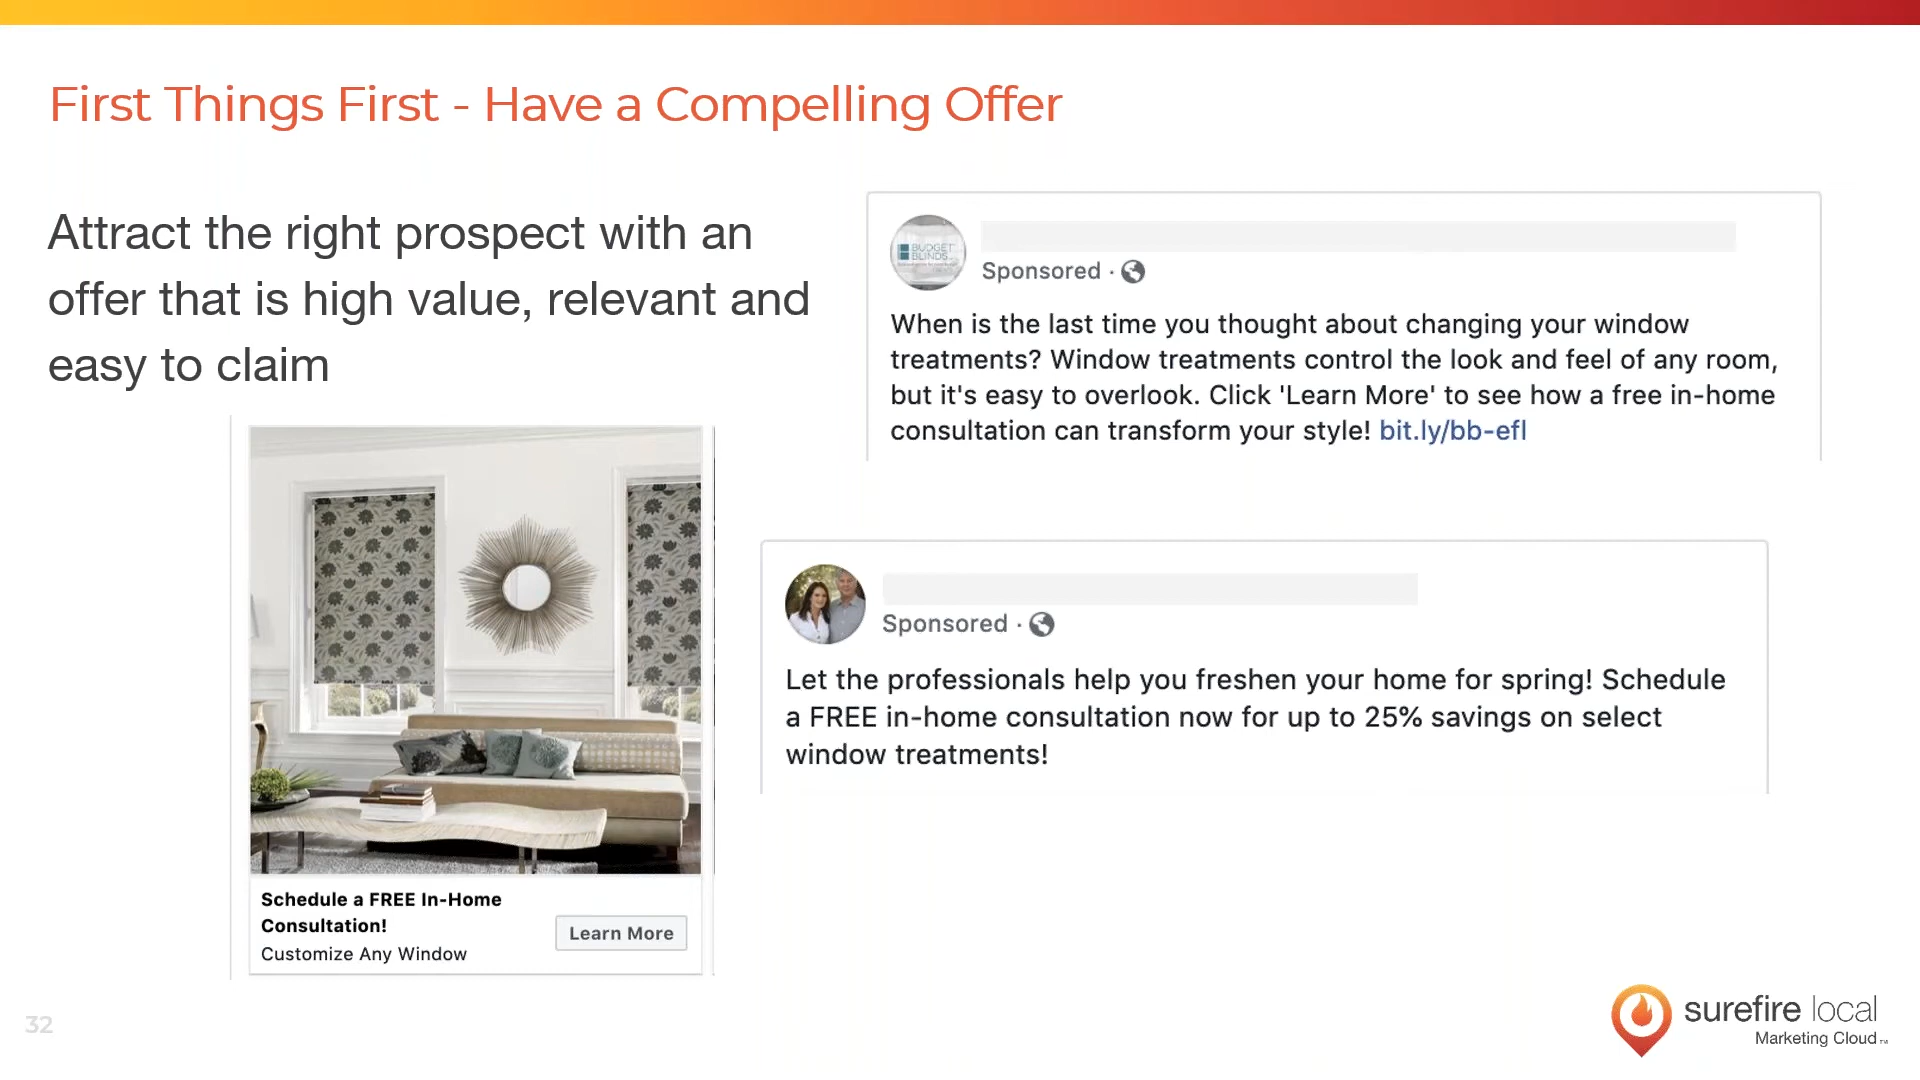 First Things First - Have a Compelling Offer
Attract the right prospect with an
offer that is high value, relevant and
easy to claim
BUDGET
BLINDS
Sponsored ·
When is the last time you thought about changing your window
treatments? Window treatments control the look and feel of any room,
but it's easy to overlook. Click 'Learn More' to see how a free in-home
consultation can transform your style! bit.ly/bb-efl
Sponsored ·
Let the professionals help you freshen your home for spring! Schedule
a FREE in-home consultation now for up to 25% savings on select
window treatments!
Schedule a FREE In-Home
Consultation!
Customize Any Window
Learn More
32
surefire local
Marketing Cloud™